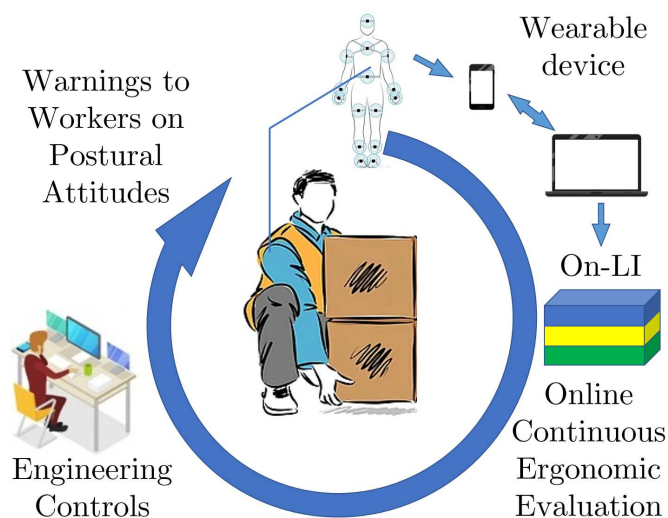 Wearable
device
Warnings to
Workers on
Postural
Attitudes
On-LI
Online
Continuous
Ergonomic
Evaluation
Engineering
Controls